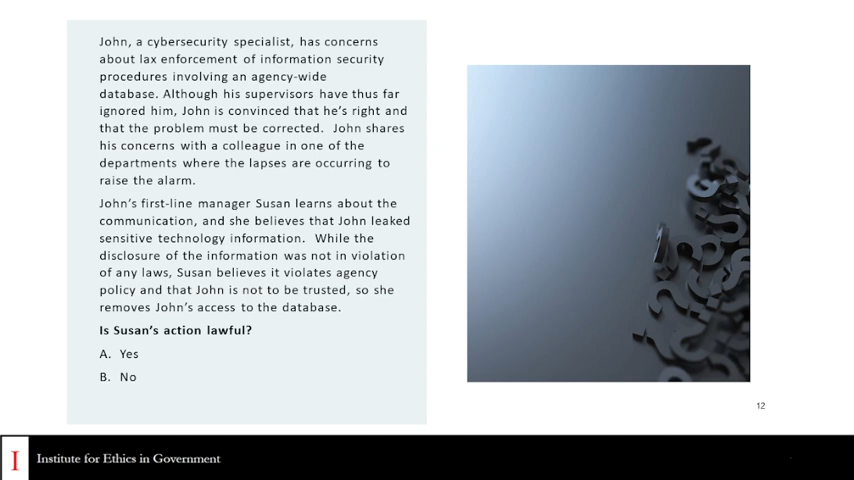 John, a cybersecurity specialist, has concerns
about lax enforcement of information security
procedures involving an agency-wide
database. Although his supervisors have thus far
ignored him, John is convinced that he's right and
that the problem must be corrected.  John shares
his concerns with a colleague in one of the
departments where the lapses are occurring to
raise the alarm.
John's first-line manager Susan learns about the
communication, and she believes that John leaked
sensitive technology information.  While the
disclosure of the information was not in violation
of any laws, Susan believes it violates agency
policy and that John is not to be trusted, so she
removes John's access to the database.
Is Susan's action lawful?
A. Yes
B. No
12
I Institute for Ethics in Government